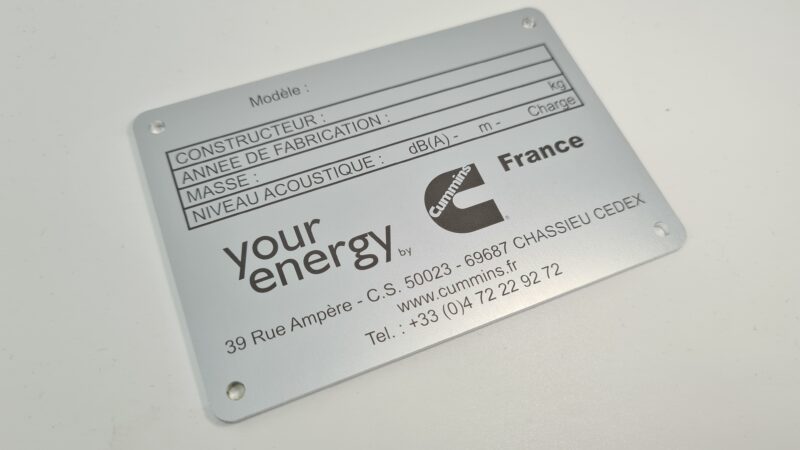 Modèle :
CONSTRUCTEUR :
ANNEE DE FABRICATION :
MASSE : kg
NIVEAU ACOUSTIQUE : dB(A) - m - Charge
your
energy by
Cummins ® France
39 Rue Ampère - C.S. 50023 - 69687 CHASSIEU CEDEX
www.cummins.fr
Tel. : +33 (0)4 72 22 92 72